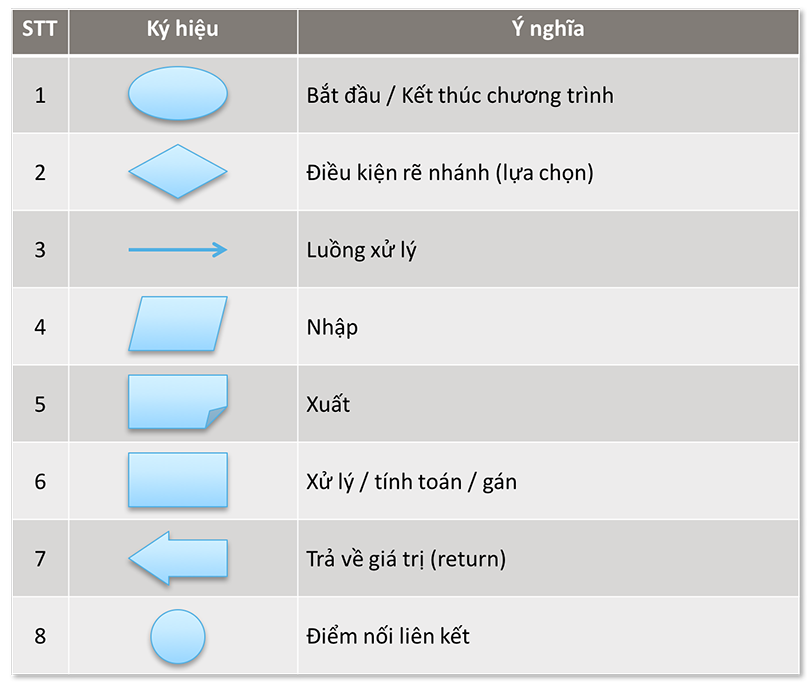 STT Ký hiệu Ý nghĩa
1 Bắt đầu / Kết thúc chương trình
2 Điều kiện rẽ nhánh (lựa chọn)
3 Luồng xử lý
4 Nhập
5 Xuất
6 Xử lý / tính toán / gán
7 Trả về giá trị (return)
8 Điểm nối liên kết